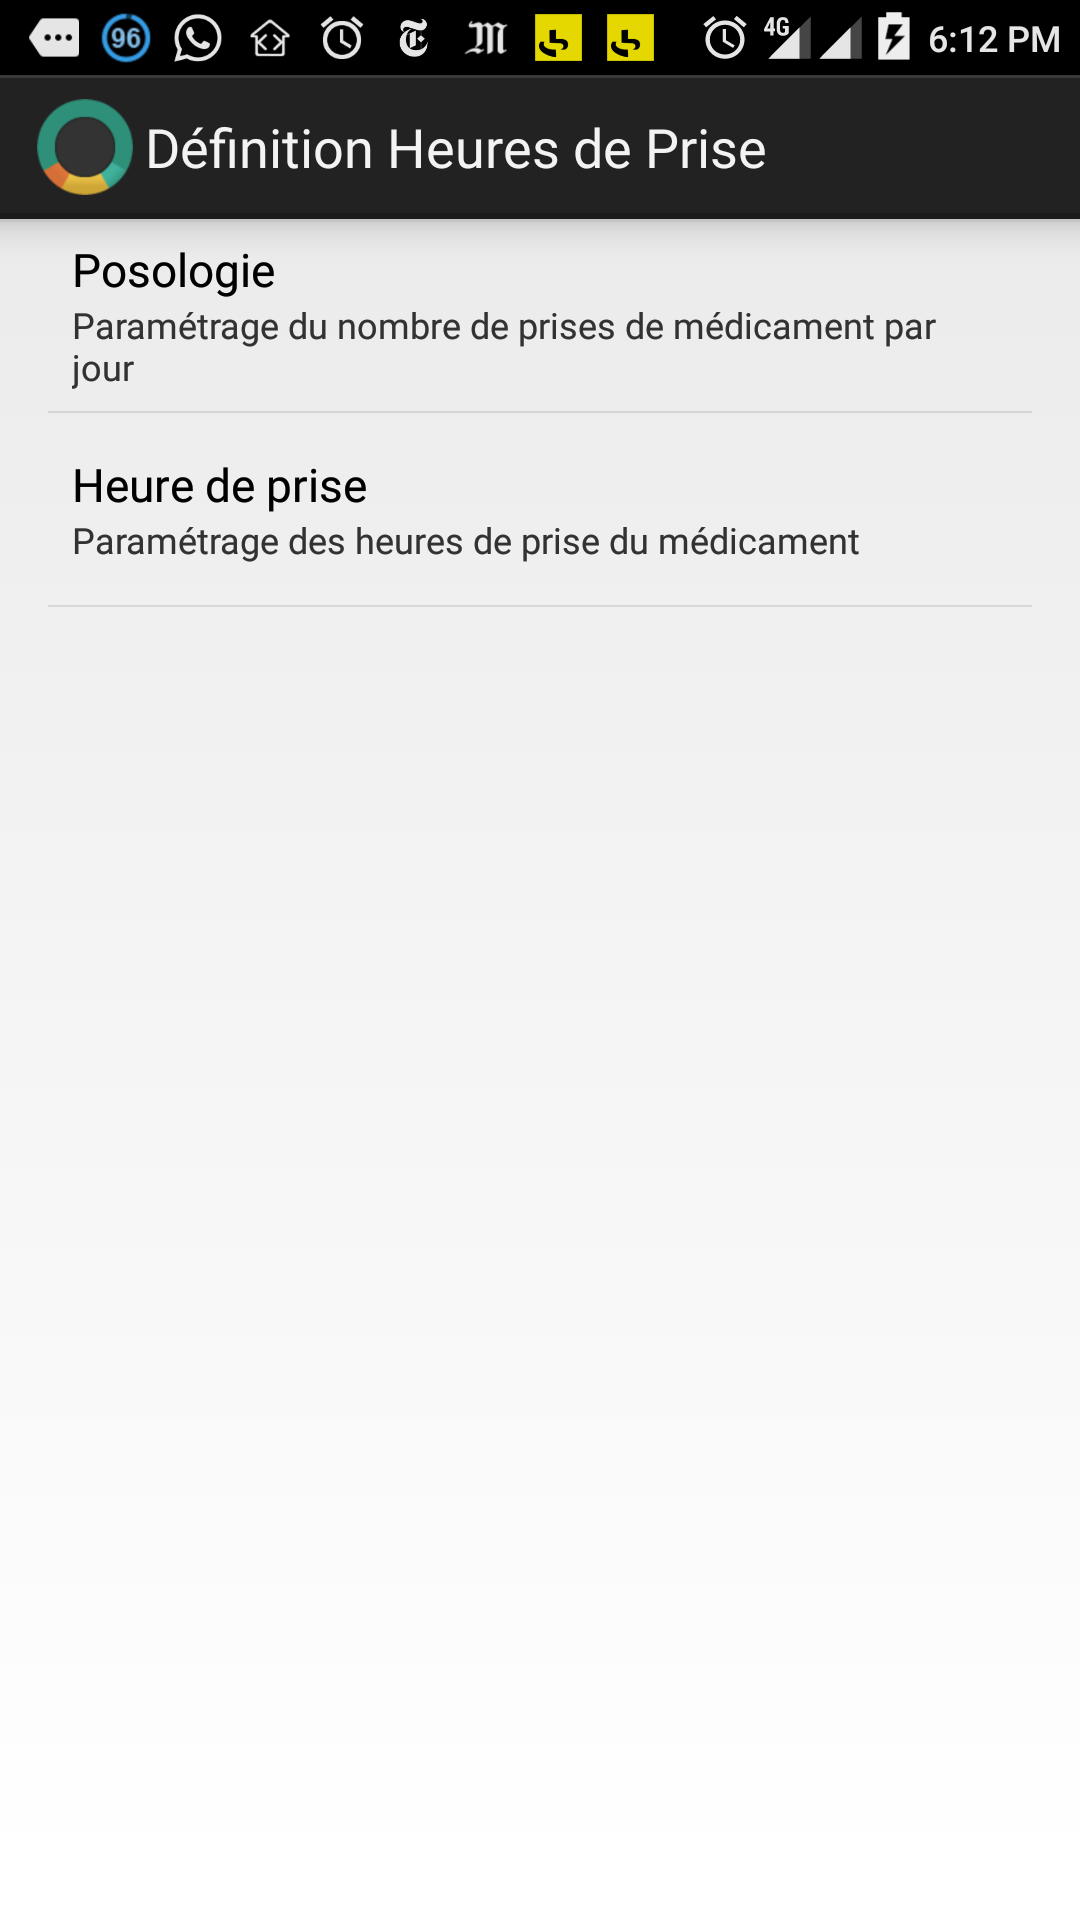 96
4G
6:12 PM
Définition Heures de Prise
Posologie
Paramétrage du nombre de prises de médicament par
jour
Heure de prise
Paramétrage des heures de prise du médicament